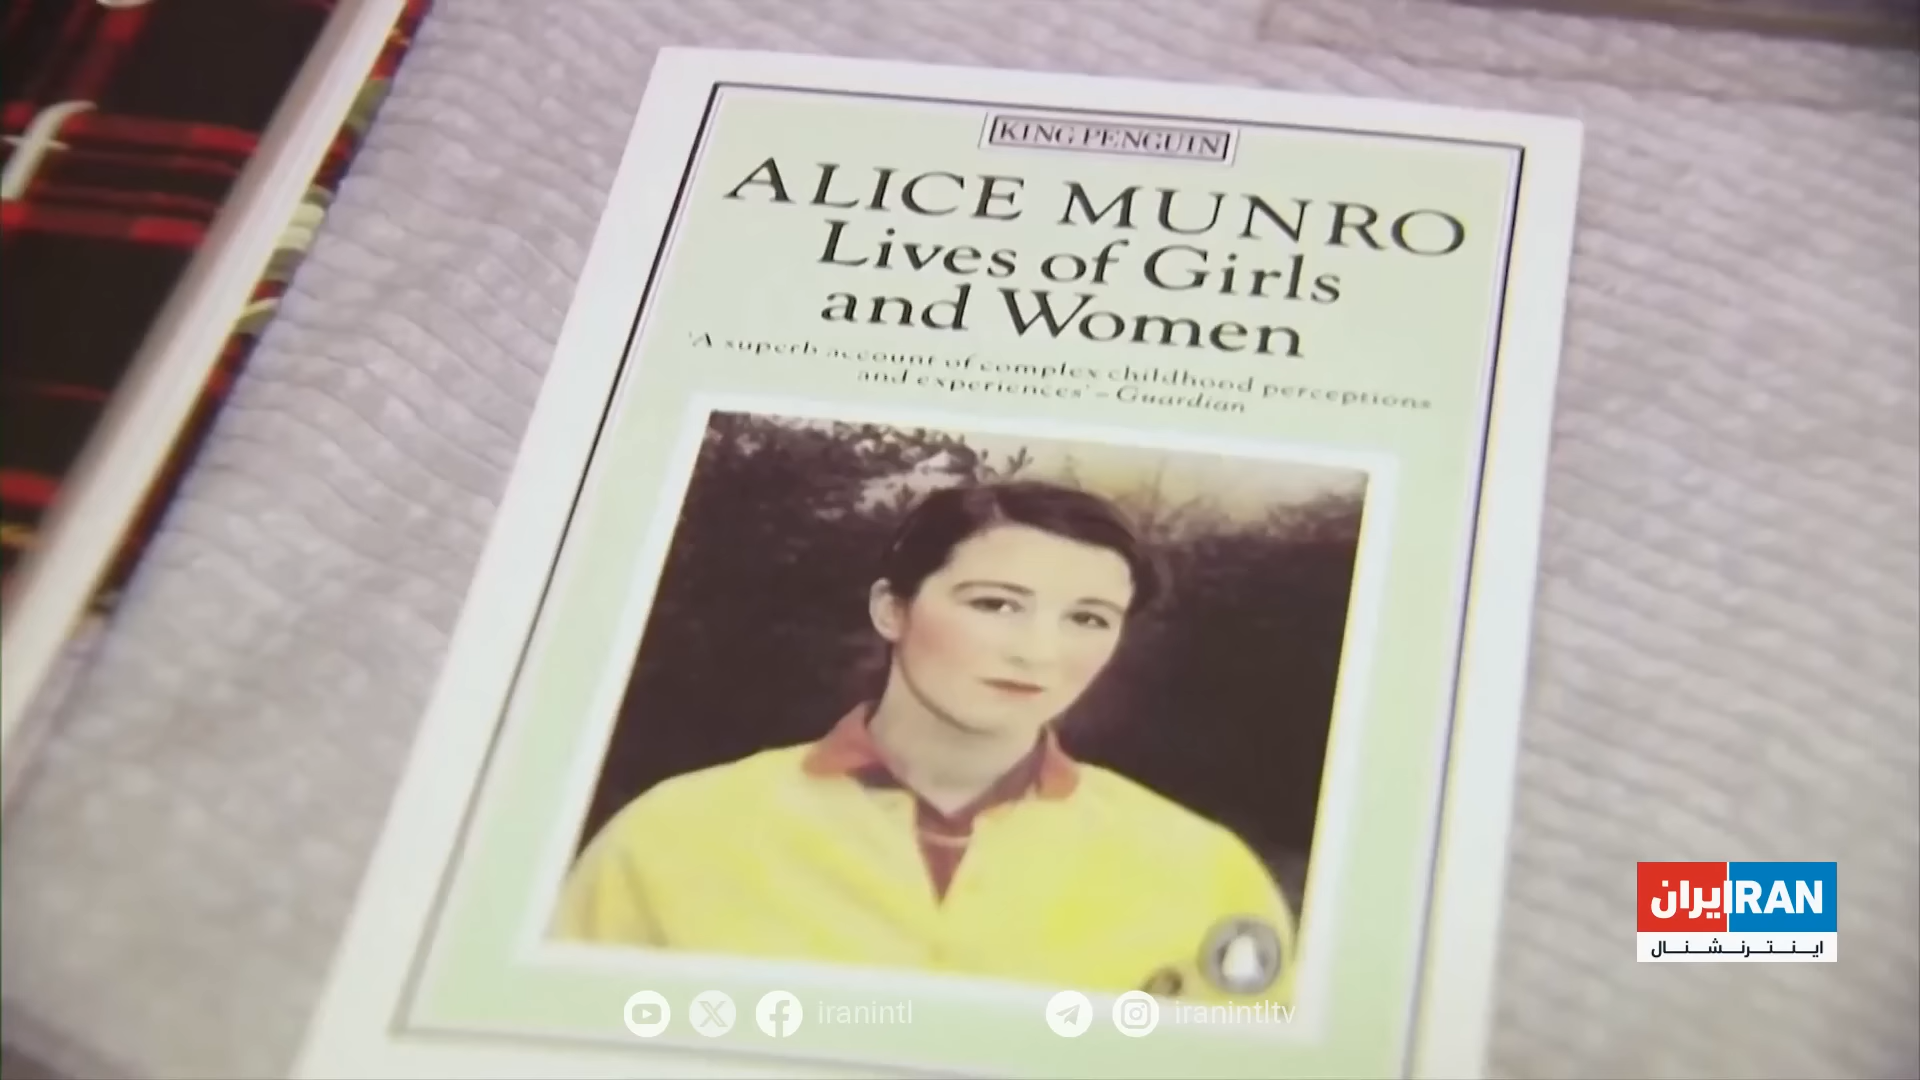 KING PENGUIN
ALICE MUNRO
Lives of Girls
and Women
'A superb account of complex childhood perceptions
and experiences' – Guardian
ایران IRAN
اینترنشنال
iranintl
iranintltv